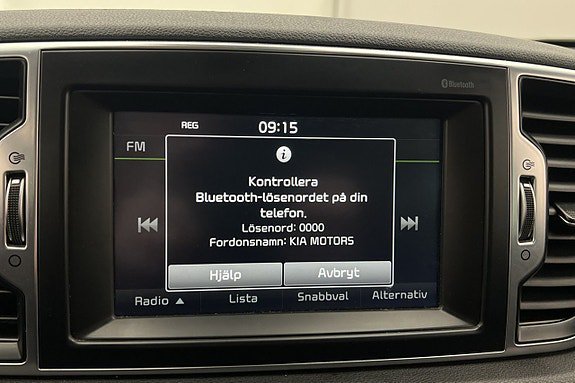 Bluetooth
REG 09:15
FM
Kontrollera
Bluetooth-lösenordet på din
telefon.
Lösenord: 0000
Fordonsnamn: KIA MOTORS
Hjälp Avbryt
Radio ▲ Lista Snabbval Alternativ